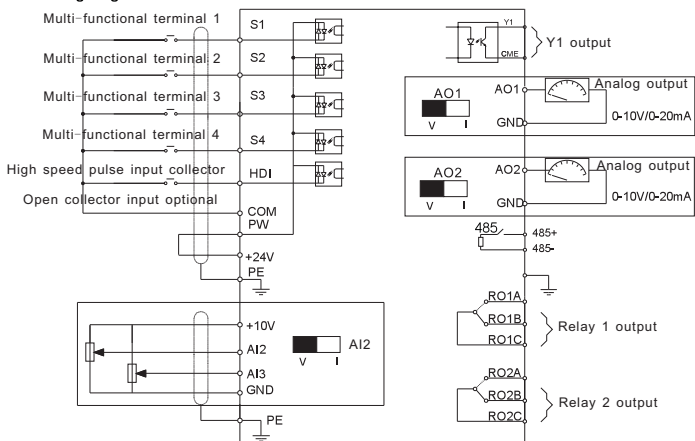 Multi-functional terminal 1
S1
Multi-functional terminal 2
S2
Multi-functional terminal 3
S3
Multi-functional terminal 4
S4
High speed pulse input collector
HDI
Open collector input optional
COM
PW
+24V
PE
+10V
AI2
AI3
GND
PE
V I
AI2
Y1
CME
Y1 output
AO1
V I
AO1
GND
Analog output
0-10V/0-20mA
AO2
V I
AO2
GND
Analog output
0-10V/0-20mA
485
485+
485-
RO1A
RO1B
RO1C
Relay 1 output
RO2A
RO2B
RO2C
Relay 2 output